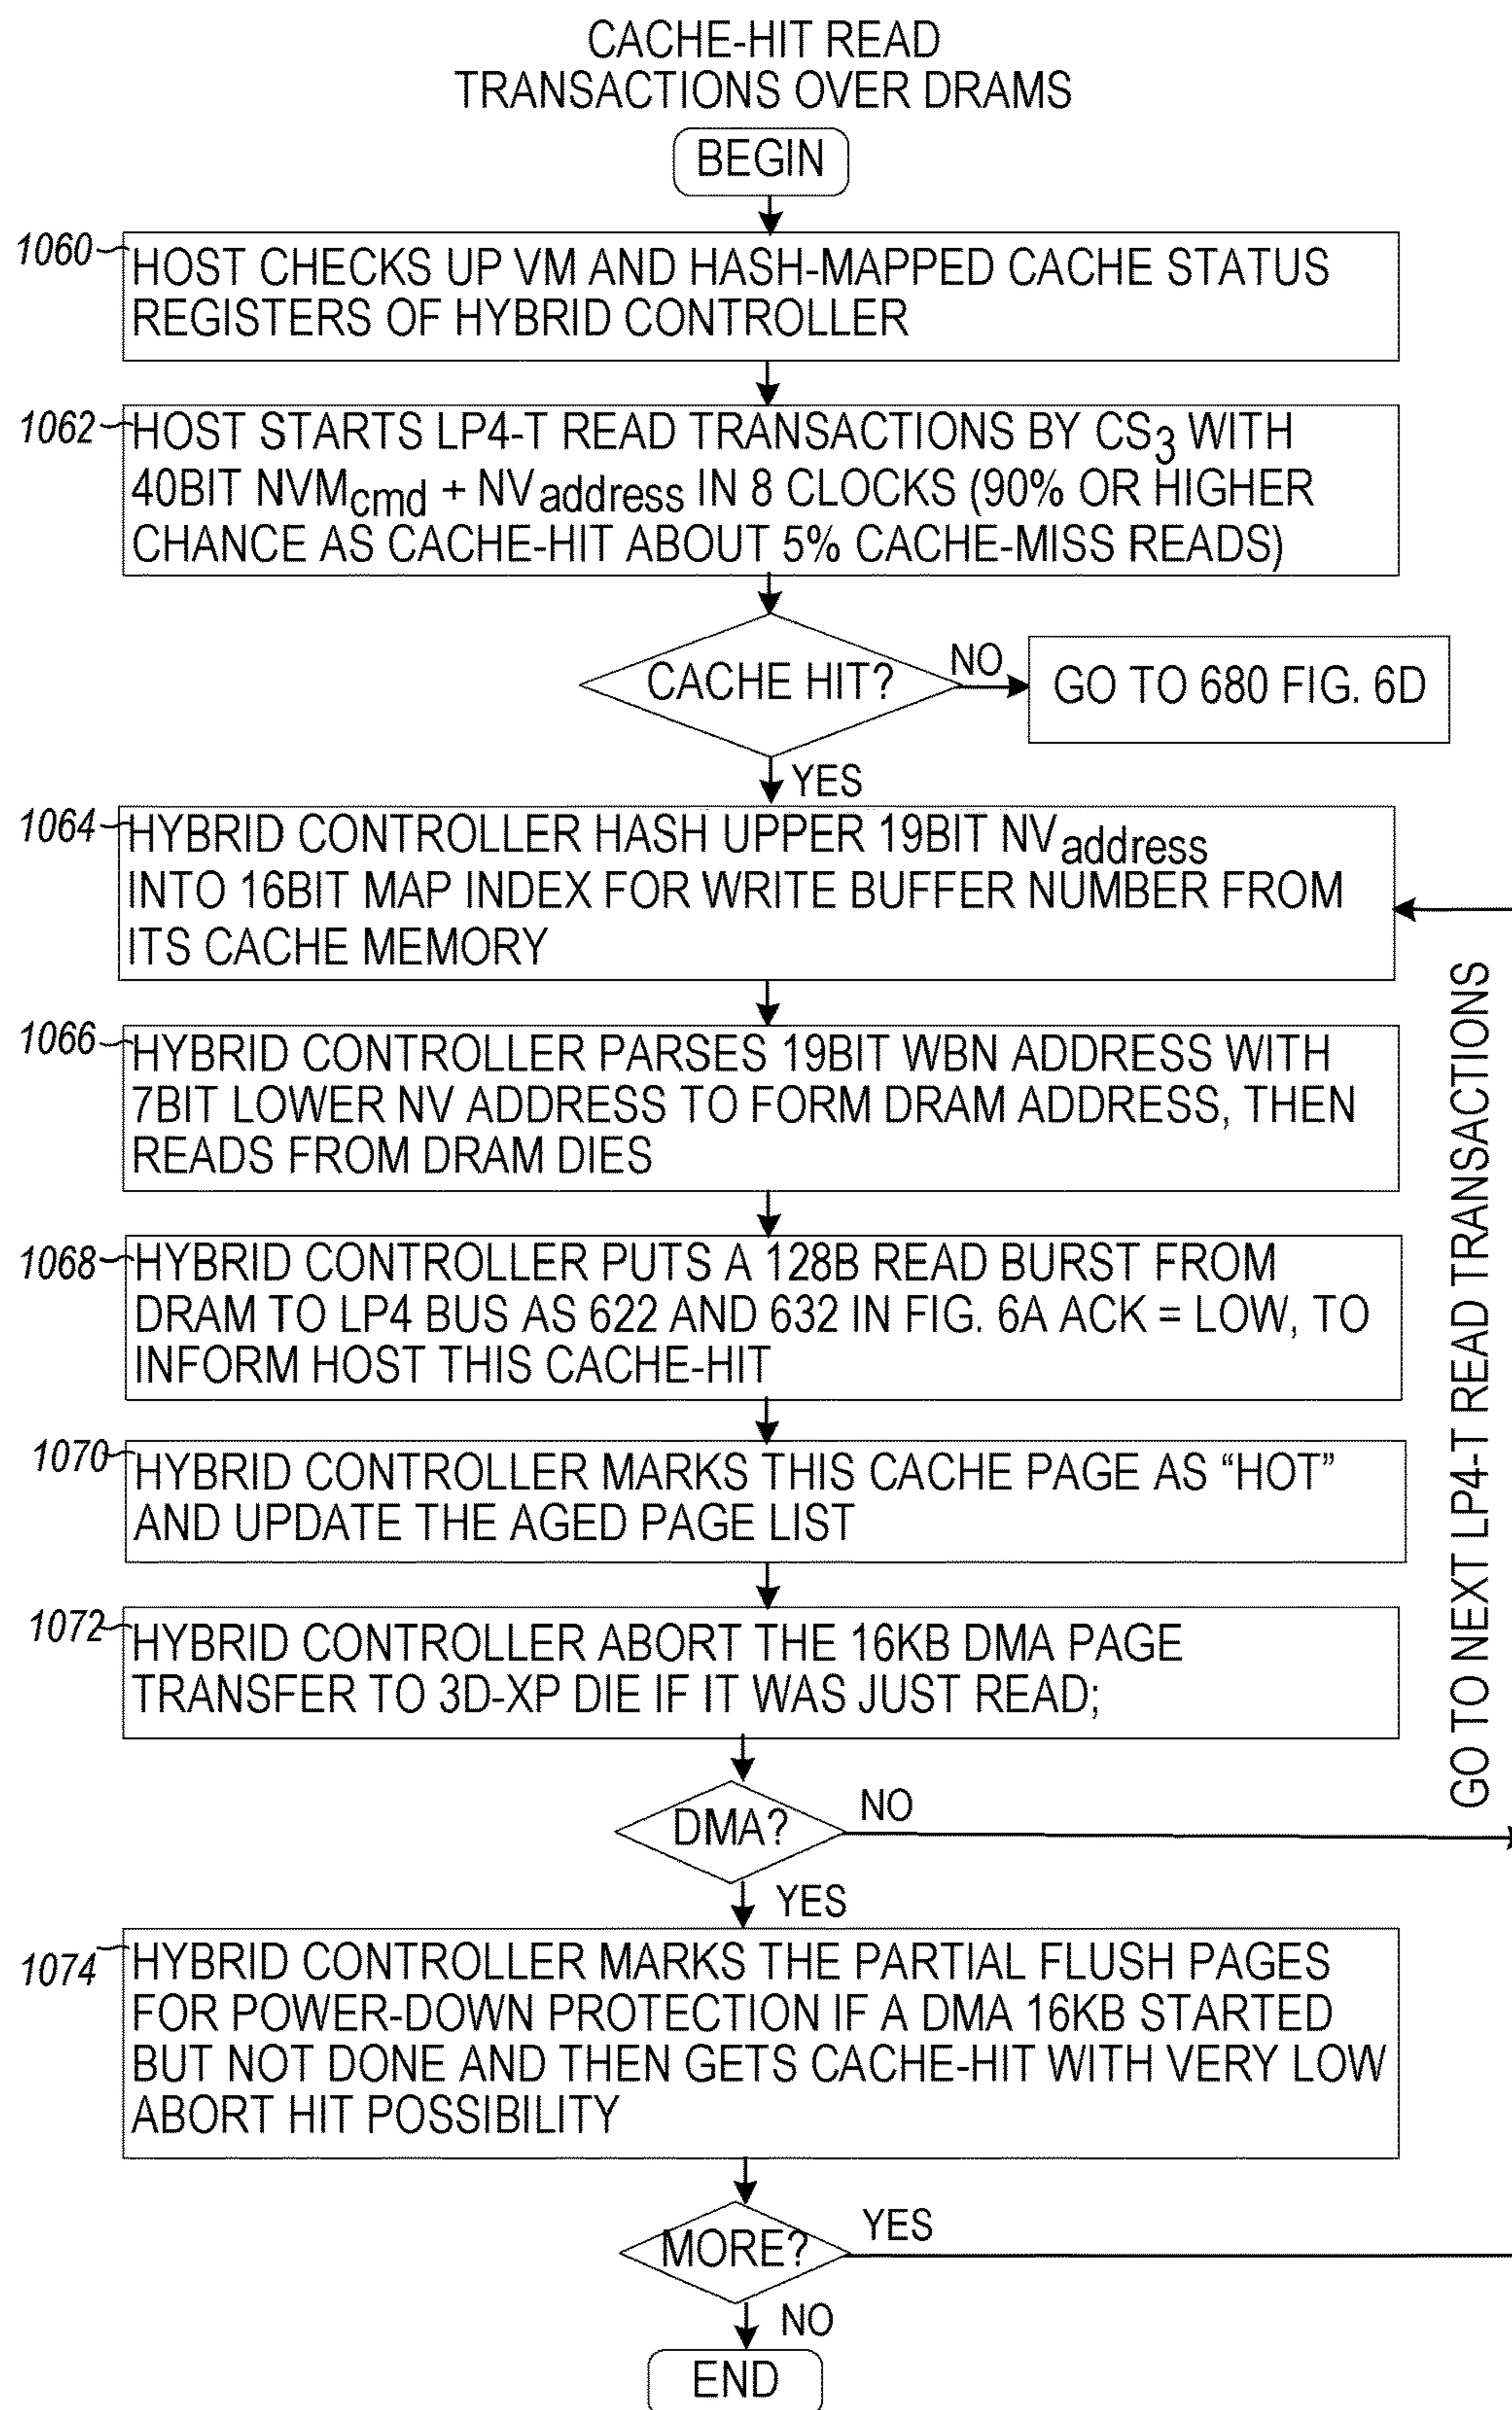 CACHE-HIT READ
TRANSACTIONS OVER DRAMS
BEGIN
1060
HOST CHECKS UP VM AND HASH-MAPPED CACHE STATUS
REGISTERS OF HYBRID CONTROLLER
1062
HOST STARTS LP4-T READ TRANSACTIONS BY CS3 WITH
40BIT NVMcmd + NVaddress IN 8 CLOCKS (90% OR HIGHER
CHANCE AS CACHE-HIT ABOUT 5% CACHE-MISS READS)
CACHE HIT?
NO
GO TO 680 FIG. 6D
YES
1064
HYBRID CONTROLLER HASH UPPER 19BIT NVaddress
INTO 16BIT MAP INDEX FOR WRITE BUFFER NUMBER FROM
ITS CACHE MEMORY
1066
HYBRID CONTROLLER PARSES 19BIT WBN ADDRESS WITH
7BIT LOWER NV ADDRESS TO FORM DRAM ADDRESS, THEN
READS FROM DRAM DIES
1068
HYBRID CONTROLLER PUTS A 128B READ BURST FROM
DRAM TO LP4 BUS AS 622 AND 632 IN FIG. 6A ACK = LOW, TO
INFORM HOST THIS CACHE-HIT
1070
HYBRID CONTROLLER MARKS THIS CACHE PAGE AS “HOT”
AND UPDATE THE AGED PAGE LIST
1072
HYBRID CONTROLLER ABORT THE 16KB DMA PAGE
TRANSFER TO 3D-XP DIE IF IT WAS JUST READ;
DMA?
NO
GO TO NEXT LP4-T READ TRANSACTIONS
YES
1074
HYBRID CONTROLLER MARKS THE PARTIAL FLUSH PAGES
FOR POWER-DOWN PROTECTION IF A DMA 16KB STARTED
BUT NOT DONE AND THEN GETS CACHE-HIT WITH VERY LOW
ABORT HIT POSSIBILITY
MORE?
YES
NO
END